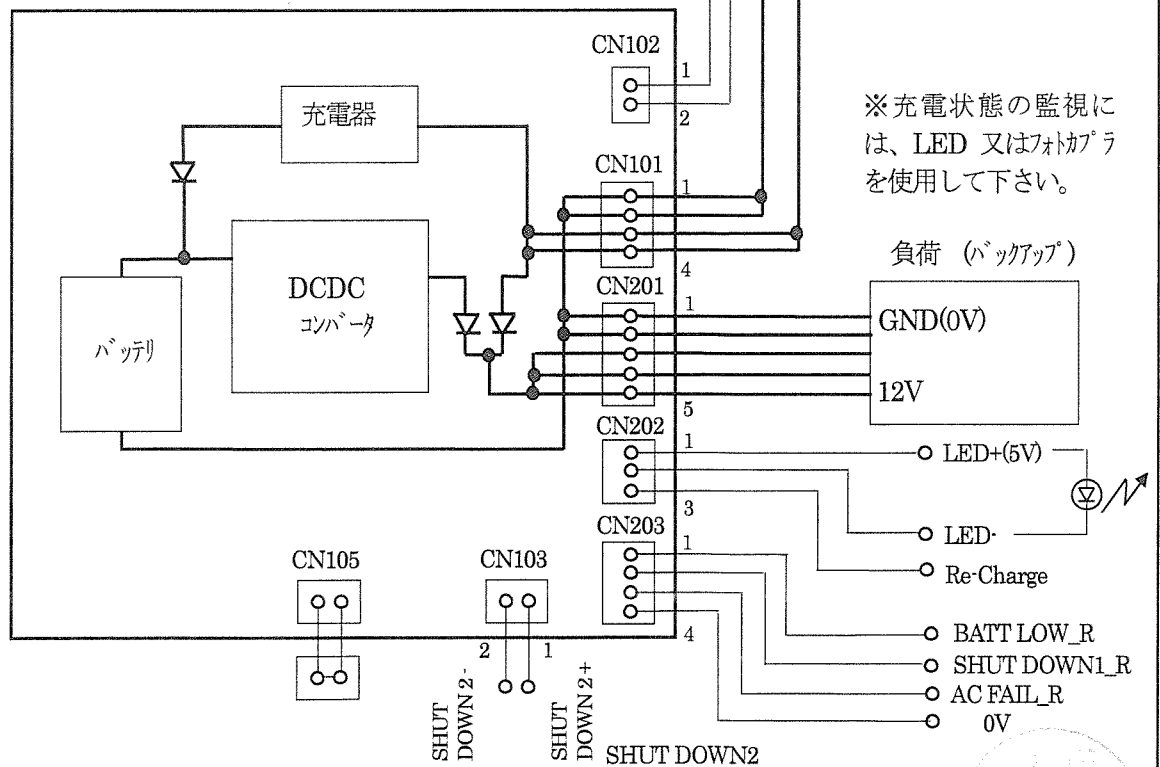 CN102
1
2
充電器
※充電状態の監視に
は、LED 又はﾌｫﾄｶﾌﾟﾗ
を使用して下さい。
CN101
1
4
負荷 (ﾊﾞｯｸｱｯﾌﾟ)
DCDC
ｺﾝﾊﾞｰﾀ
ﾊﾞｯﾃﾘ
CN201
1
5
GND(0V)
12V
CN202
1
3
LED+(5V)
LED-
Re-Charge
CN203
1
4
CN105
CN103
2
1
SHUT
DOWN 2-
SHUT
DOWN 2+
SHUT DOWN2
BATT LOW_R
SHUT DOWN1_R
AC FAIL_R
0V